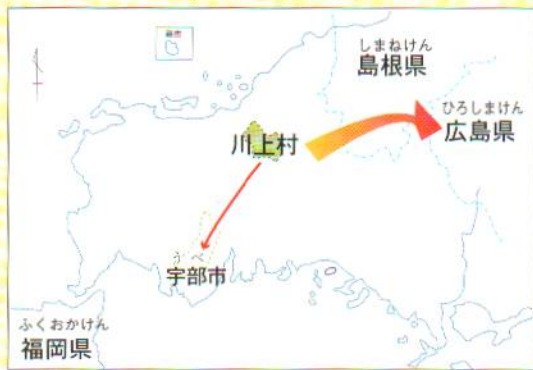 しまねけん
島根県
ひろしまけん
広島県
川上村
うべ
宇部市
ふくおかけん
福岡県